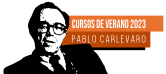 CURSOS DE VERANO 2023
PABLO CARLEVARO